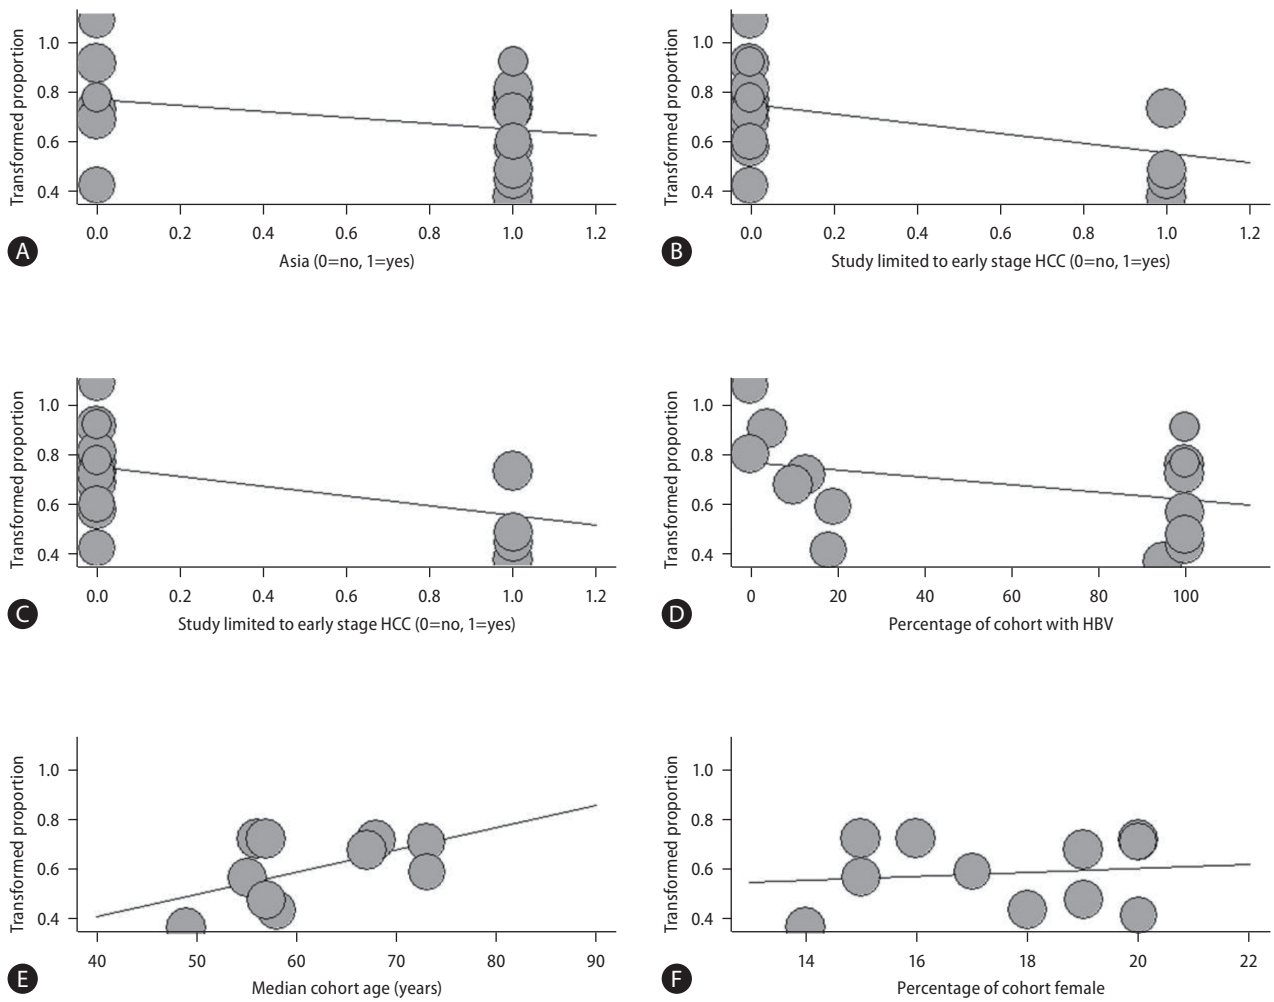 Transformed proportion
1.0
0.8
0.6
0.4
0.0 0.2 0.4 0.6 0.8 1.0 1.2
A
Asia (0=no, 1=yes)
Transformed proportion
1.0
0.8
0.6
0.4
0.0 0.2 0.4 0.6 0.8 1.0 1.2
B
Study limited to early stage HCC (0=no, 1=yes)
Transformed proportion
1.0
0.8
0.6
0.4
0.0 0.2 0.4 0.6 0.8 1.0 1.2
C
Study limited to early stage HCC (0=no, 1=yes)
Transformed proportion
1.0
0.8
0.6
0.4
0 20 40 60 80 100
D
Percentage of cohort with HBV
Transformed proportion
1.0
0.8
0.6
0.4
40 50 60 70 80 90
E
Median cohort age (years)
Transformed proportion
1.0
0.8
0.6
0.4
14 16 18 20 22
F
Percentage of cohort female